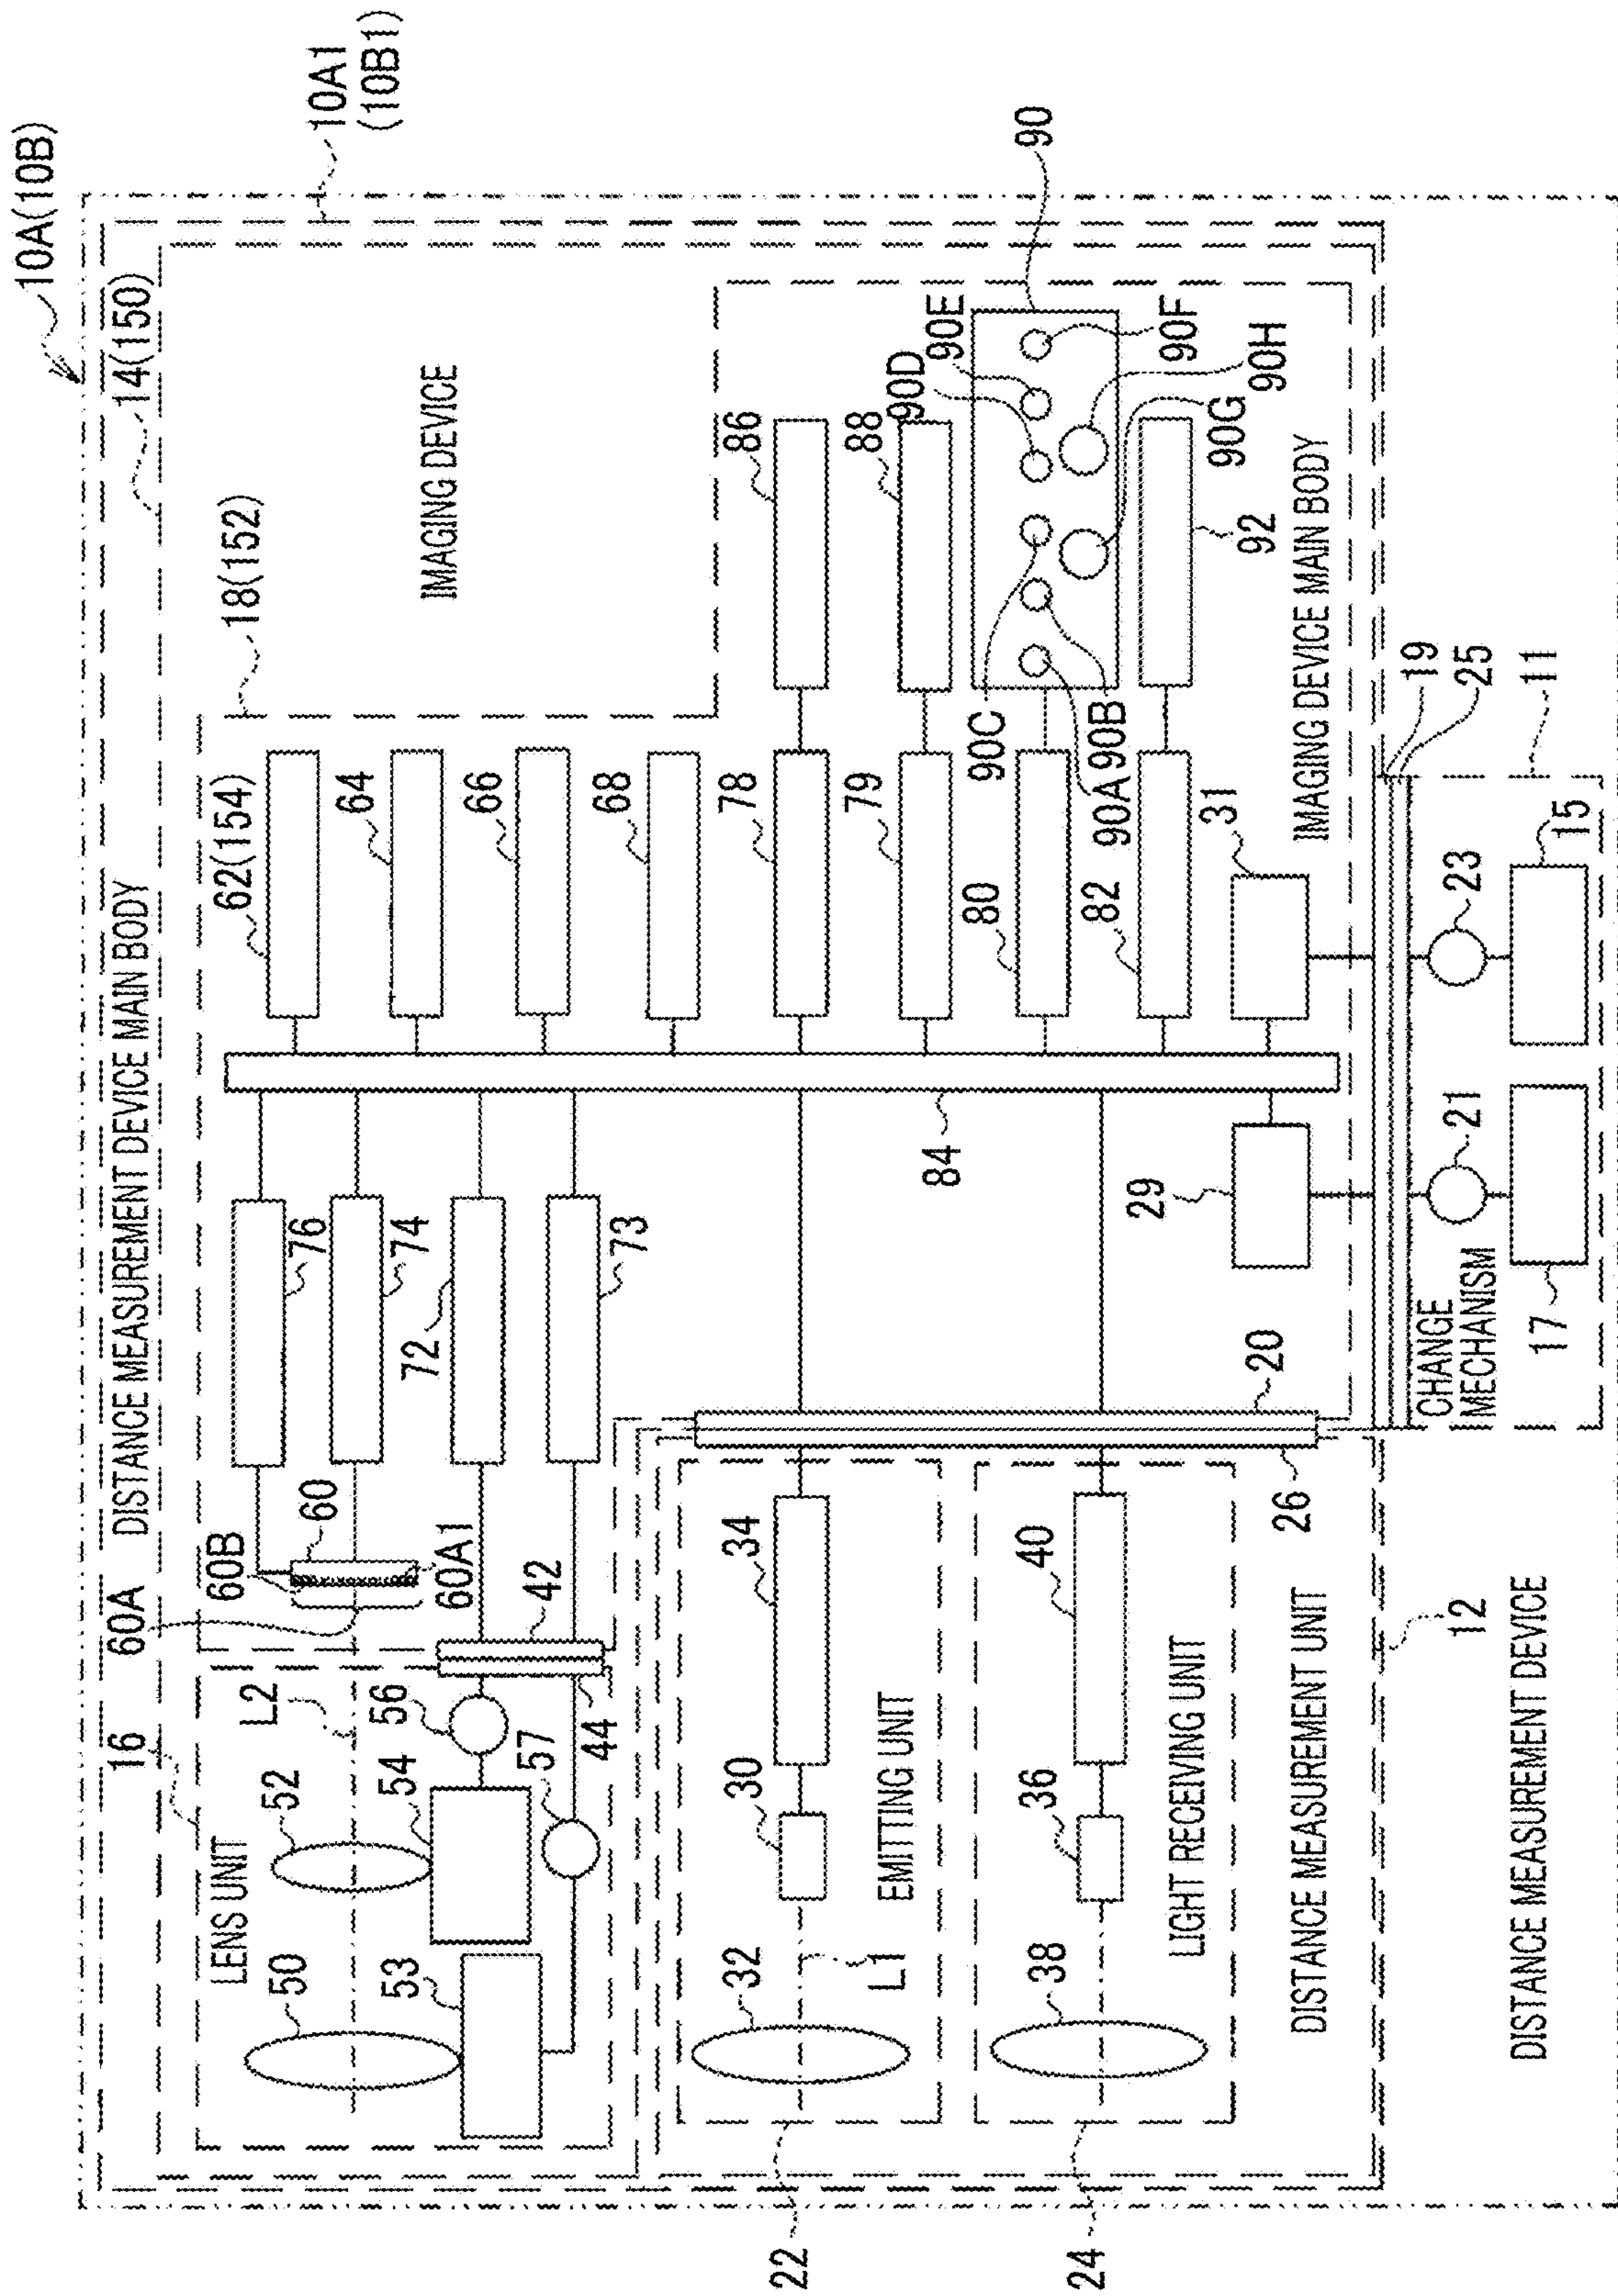 10A(10B)
10A1
(10B1)
DISTANCE MEASUREMENT DEVICE MAIN BODY
14(150)
18(152)
IMAGING DEVICE
16
60A
60B
60
60A1
LENS UNIT
L2
50
52
53
54
56
57
42
44
76
74
72
73
62(154)
64
66
68
78
79
80
82
86
88
90
90D
90E
90F
90H
90G
90C
90B
90A
92
84
31
29
IMAGING DEVICE MAIN BODY
20
26
22
32
L1
30
34
EMITTING UNIT
24
38
36
40
LIGHT RECEIVING UNIT
DISTANCE MEASUREMENT UNIT
12
19
25
11
CHANGE
MECHANISM
21
23
17
15
DISTANCE MEASUREMENT DEVICE